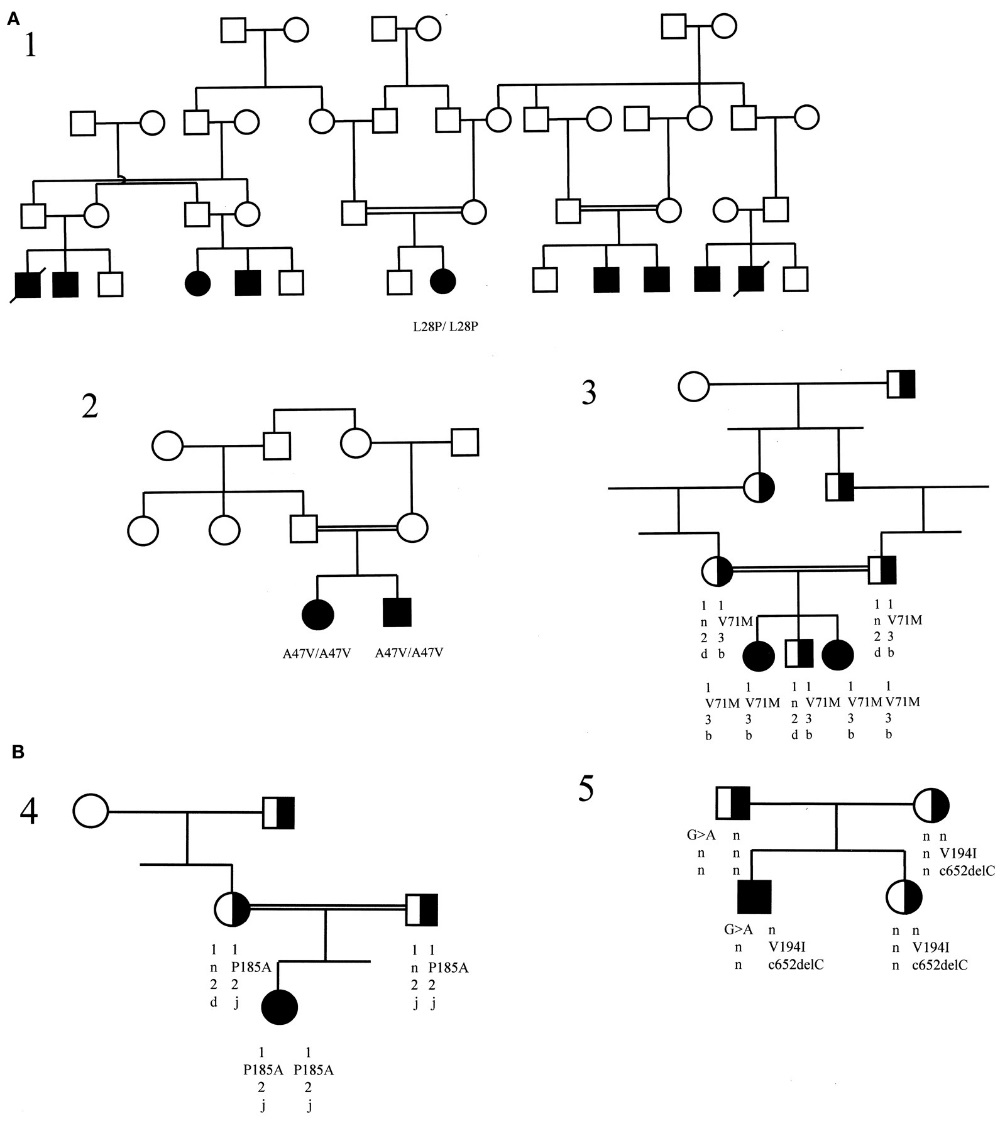 A
1
L28P/ L28P
2
3
A47V/A47V A47V/A47V
1 1
n V71M
2 3
d b
1 1
n V71M
2 3
d b
1 1 1 1 1 1
V71M V71M n V71M V71M V71M
3 3 2 3 3 3
b b d b b b
B
4
5
G>A n
n n
n n
n n
n V194I
n c652delC
1 1
n P185A
2 2
d j
1 1
n P185A
2 2
j j
G>A n
n V194I
n c652delC
n n
n V194I
n c652delC
1 1
P185A P185A
2 2
j j